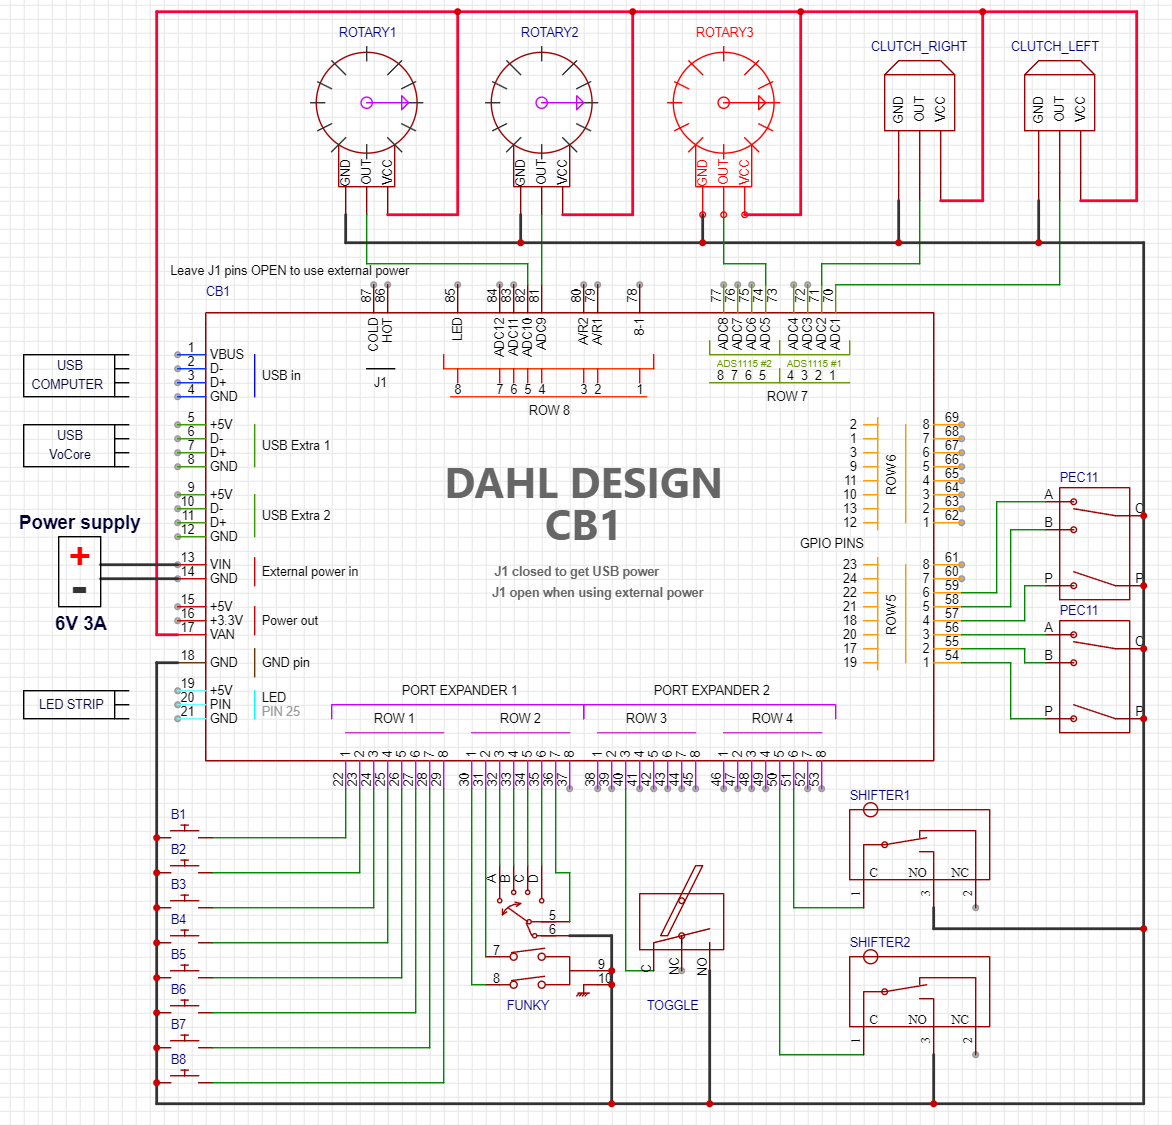 ROTARY1 ROTARY2 ROTARY3
CLUTCH_RIGHT CLUTCH_LEFT
GND OUT VCC GND OUT VCC GND OUT VCC GND OUT VCC GND OUT VCC
Leave J1 pins OPEN to use external power
CB1
87 86 85 84 83 82 81 80 79 78 77 76 75 74 73 72 71 70
COLD HOT LED ADC12 ADC11 ADC10 ADC9 A/R2 A/R1 8-1 ADC8 ADC7 ADC6 ADC5 ADC4 ADC3 ADC2 ADC1
J1
ADS1115 #2 ADS1115 #1
8 7 6 5 4 3 2 1 8 7 6 5 4 3 2 1
ROW 8 ROW 7
USB
COMPUTER
1 VBUS
2 D-
3 D+
4 GND
USB in
USB
VoCore
5 +5V
6 D-
7 D+
8 GND
USB Extra 1
9 +5V
10 D-
11 D+
12 GND
USB Extra 2
Power supply
+
-
6V 3A
13 VIN
14 GND
External power in
15 +5V
16 +3.3V
17 VAN
Power out
18 GND
GND pin
LED STRIP
19 +5V
20 PIN
21 GND
LED
PIN 25
DAHL DESIGN
CB1
J1 closed to get USB power
J1 open when using external power
2 8 69
1 7 68
3 6 67
9 5 66
11 4 65
10 3 64
13 2 63
12 1 62
ROW6
GPIO PINS
23 8 61
24 7 60
22 6 59
21 5 58
18 4 57
20 3 56
17 2 55
19 1 54
ROW5
PEC11
A C
B
P P
PEC11
A C
B
P P
PORT EXPANDER 1 PORT EXPANDER 2
ROW 1 ROW 2 ROW 3 ROW 4
1 2 3 4 5 6 7 8 1 2 3 4 5 6 7 8 1 2 3 4 5 6 7 8 1 2 3 4 5 6 7 8
22 23 24 25 26 27 28 29 30 31 32 33 34 35 36 37 38 39 40 41 42 43 44 45 46 47 48 49 50 51 52 53
B1
B2
B3
B4
B5
B6
B7
B8
A B C D
5
6
7
8
9
10
FUNKY
C NC NO
TOGGLE
SHIFTER1
C NO NC
1 3 2
SHIFTER2
C NO NC
1 3 2